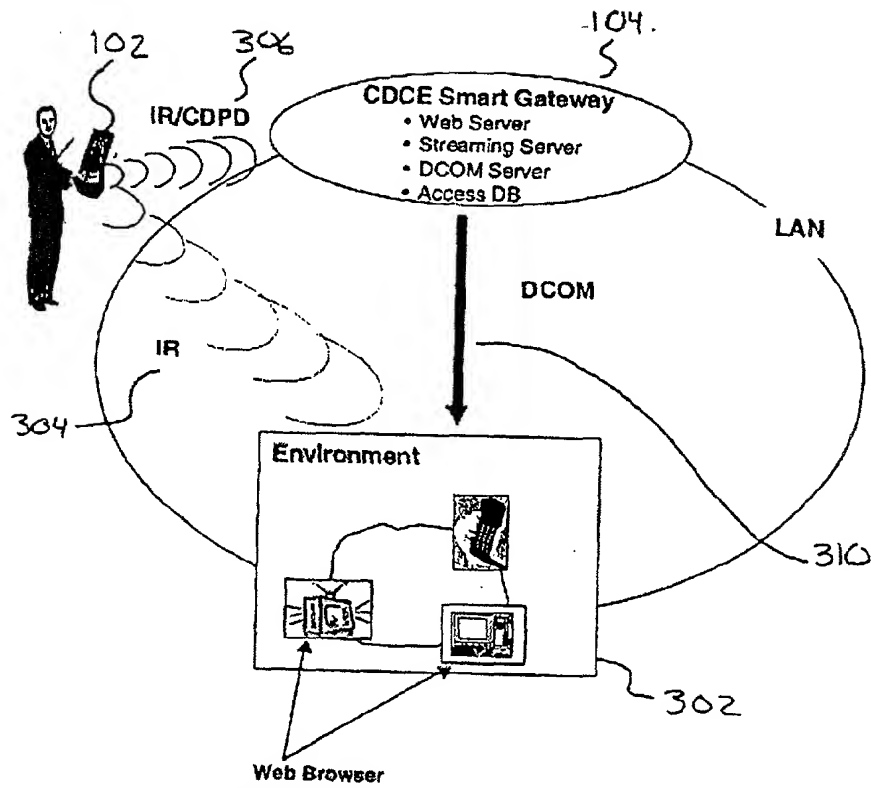 102
306
104.
IR/CDPD
CDCE Smart Gateway
• Web Server
• Streaming Server
• DCOM Server
• Access DB
LAN
DCOM
IR
304
Environment
310
302
Web Browser